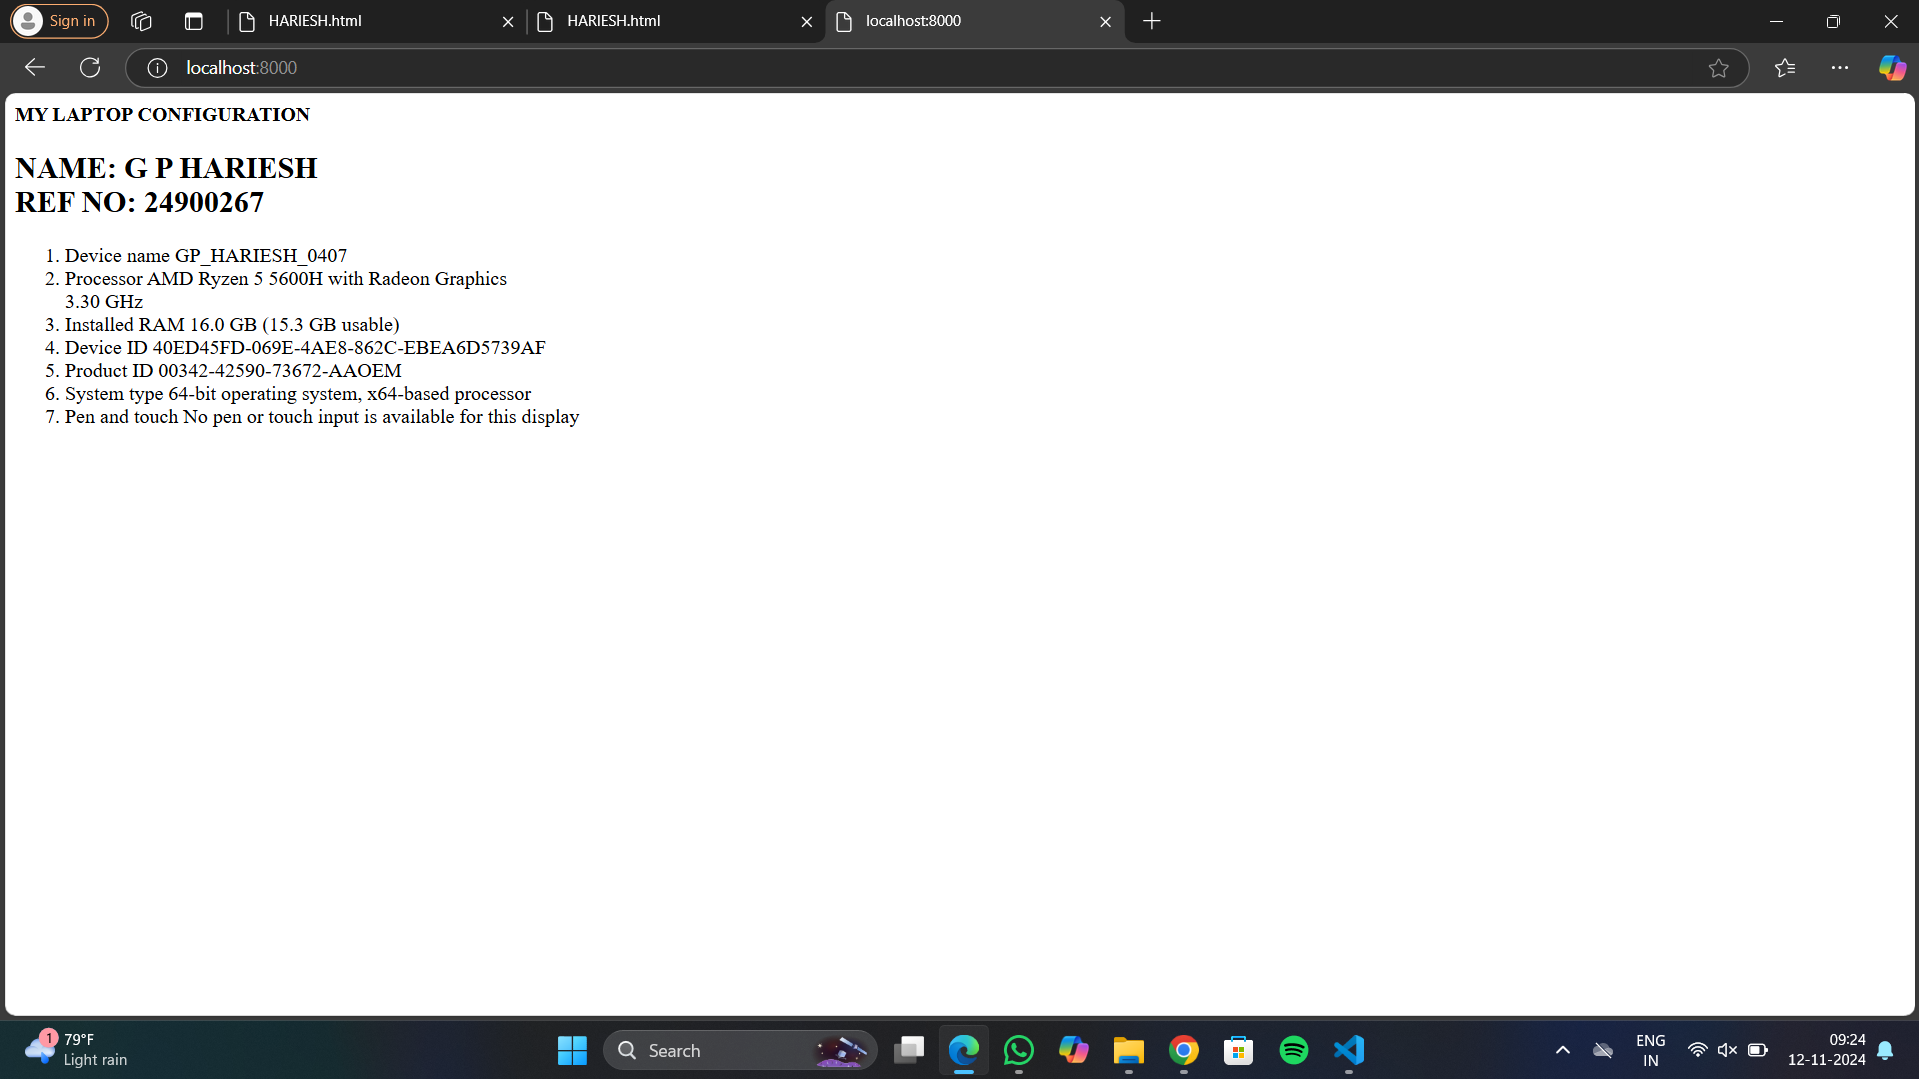 Sign in
HARIESH.html
HARIESH.html
localhost:8000
localhost:8000
MY LAPTOP CONFIGURATION
NAME: G P HARIESH
REF NO: 24900267
1. Device name GP_HARIESH_0407
2. Processor AMD Ryzen 5 5600H with Radeon Graphics
3.30 GHz
3. Installed RAM 16.0 GB (15.3 GB usable)
4. Device ID 40ED45FD-069E-4AE8-862C-EBEA6D5739AF
5. Product ID 00342-42590-73672-AAOEM
6. System type 64-bit operating system, x64-based processor
7. Pen and touch No pen or touch input is available for this display
1
79°F
Light rain
Search
ENG
IN
09:24
12-11-2024